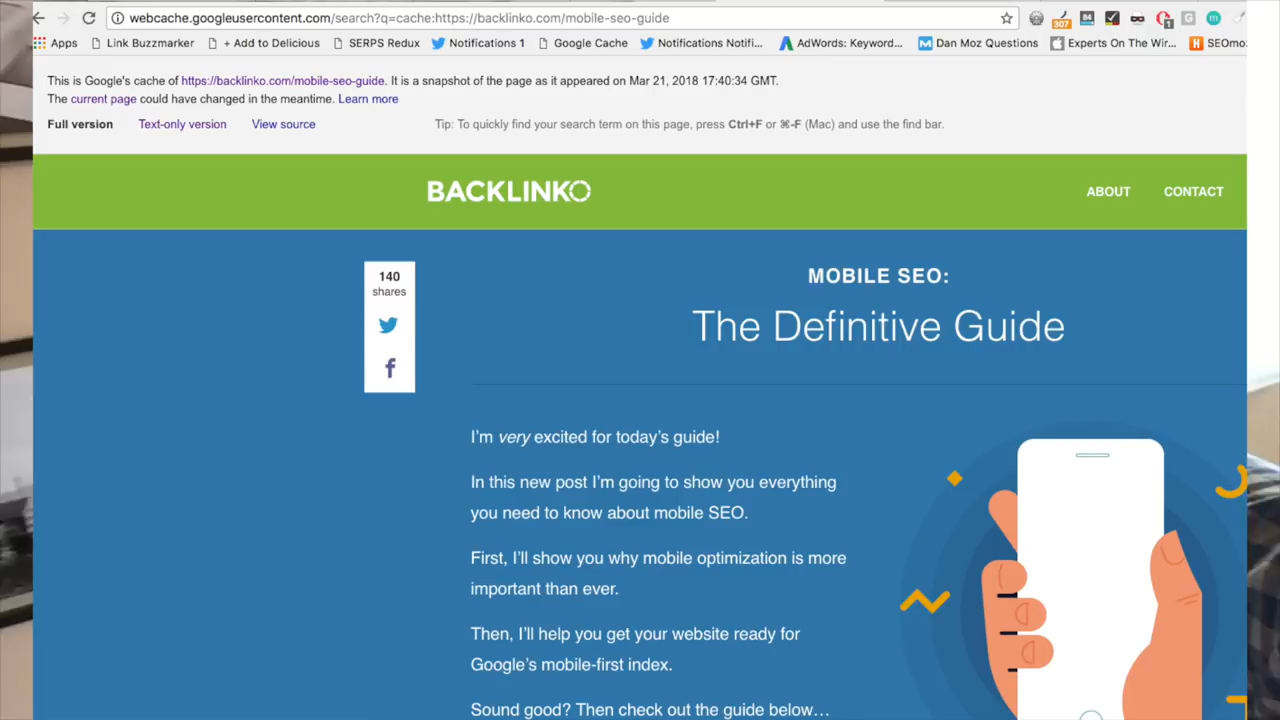 webcache.googleusercontent.com/search?q=cache:https://backlinko.com/mobile-seo-guide
307
84
1
G
m
Apps
Link Buzzmarker
+ Add to Delicious
SERPS Redux
Notifications 1
Google Cache
Notifications Notifi...
AdWords: Keyword...
Dan Moz Questions
Experts On The Wir...
H
SEOmo
This is Google's cache of https://backlinko.com/mobile-seo-guide. It is a snapshot of the page as it appeared on Mar 21, 2018 17:40:34 GMT.
The current page could have changed in the meantime. Learn more
Full version
Text-only version
View source
Tip: To quickly find your search term on this page, press Ctrl+F or ⌘-F (Mac) and use the find bar.
BACKLINKO
ABOUT
CONTACT
140
shares
MOBILE SEO:
The Definitive Guide
I'm very excited for today's guide!
In this new post I'm going to show you everything
you need to know about mobile SEO.
First, I'll show you why mobile optimization is more
important than ever.
Then, I'll help you get your website ready for
Google's mobile-first index.
Sound good? Then check out the guide below…